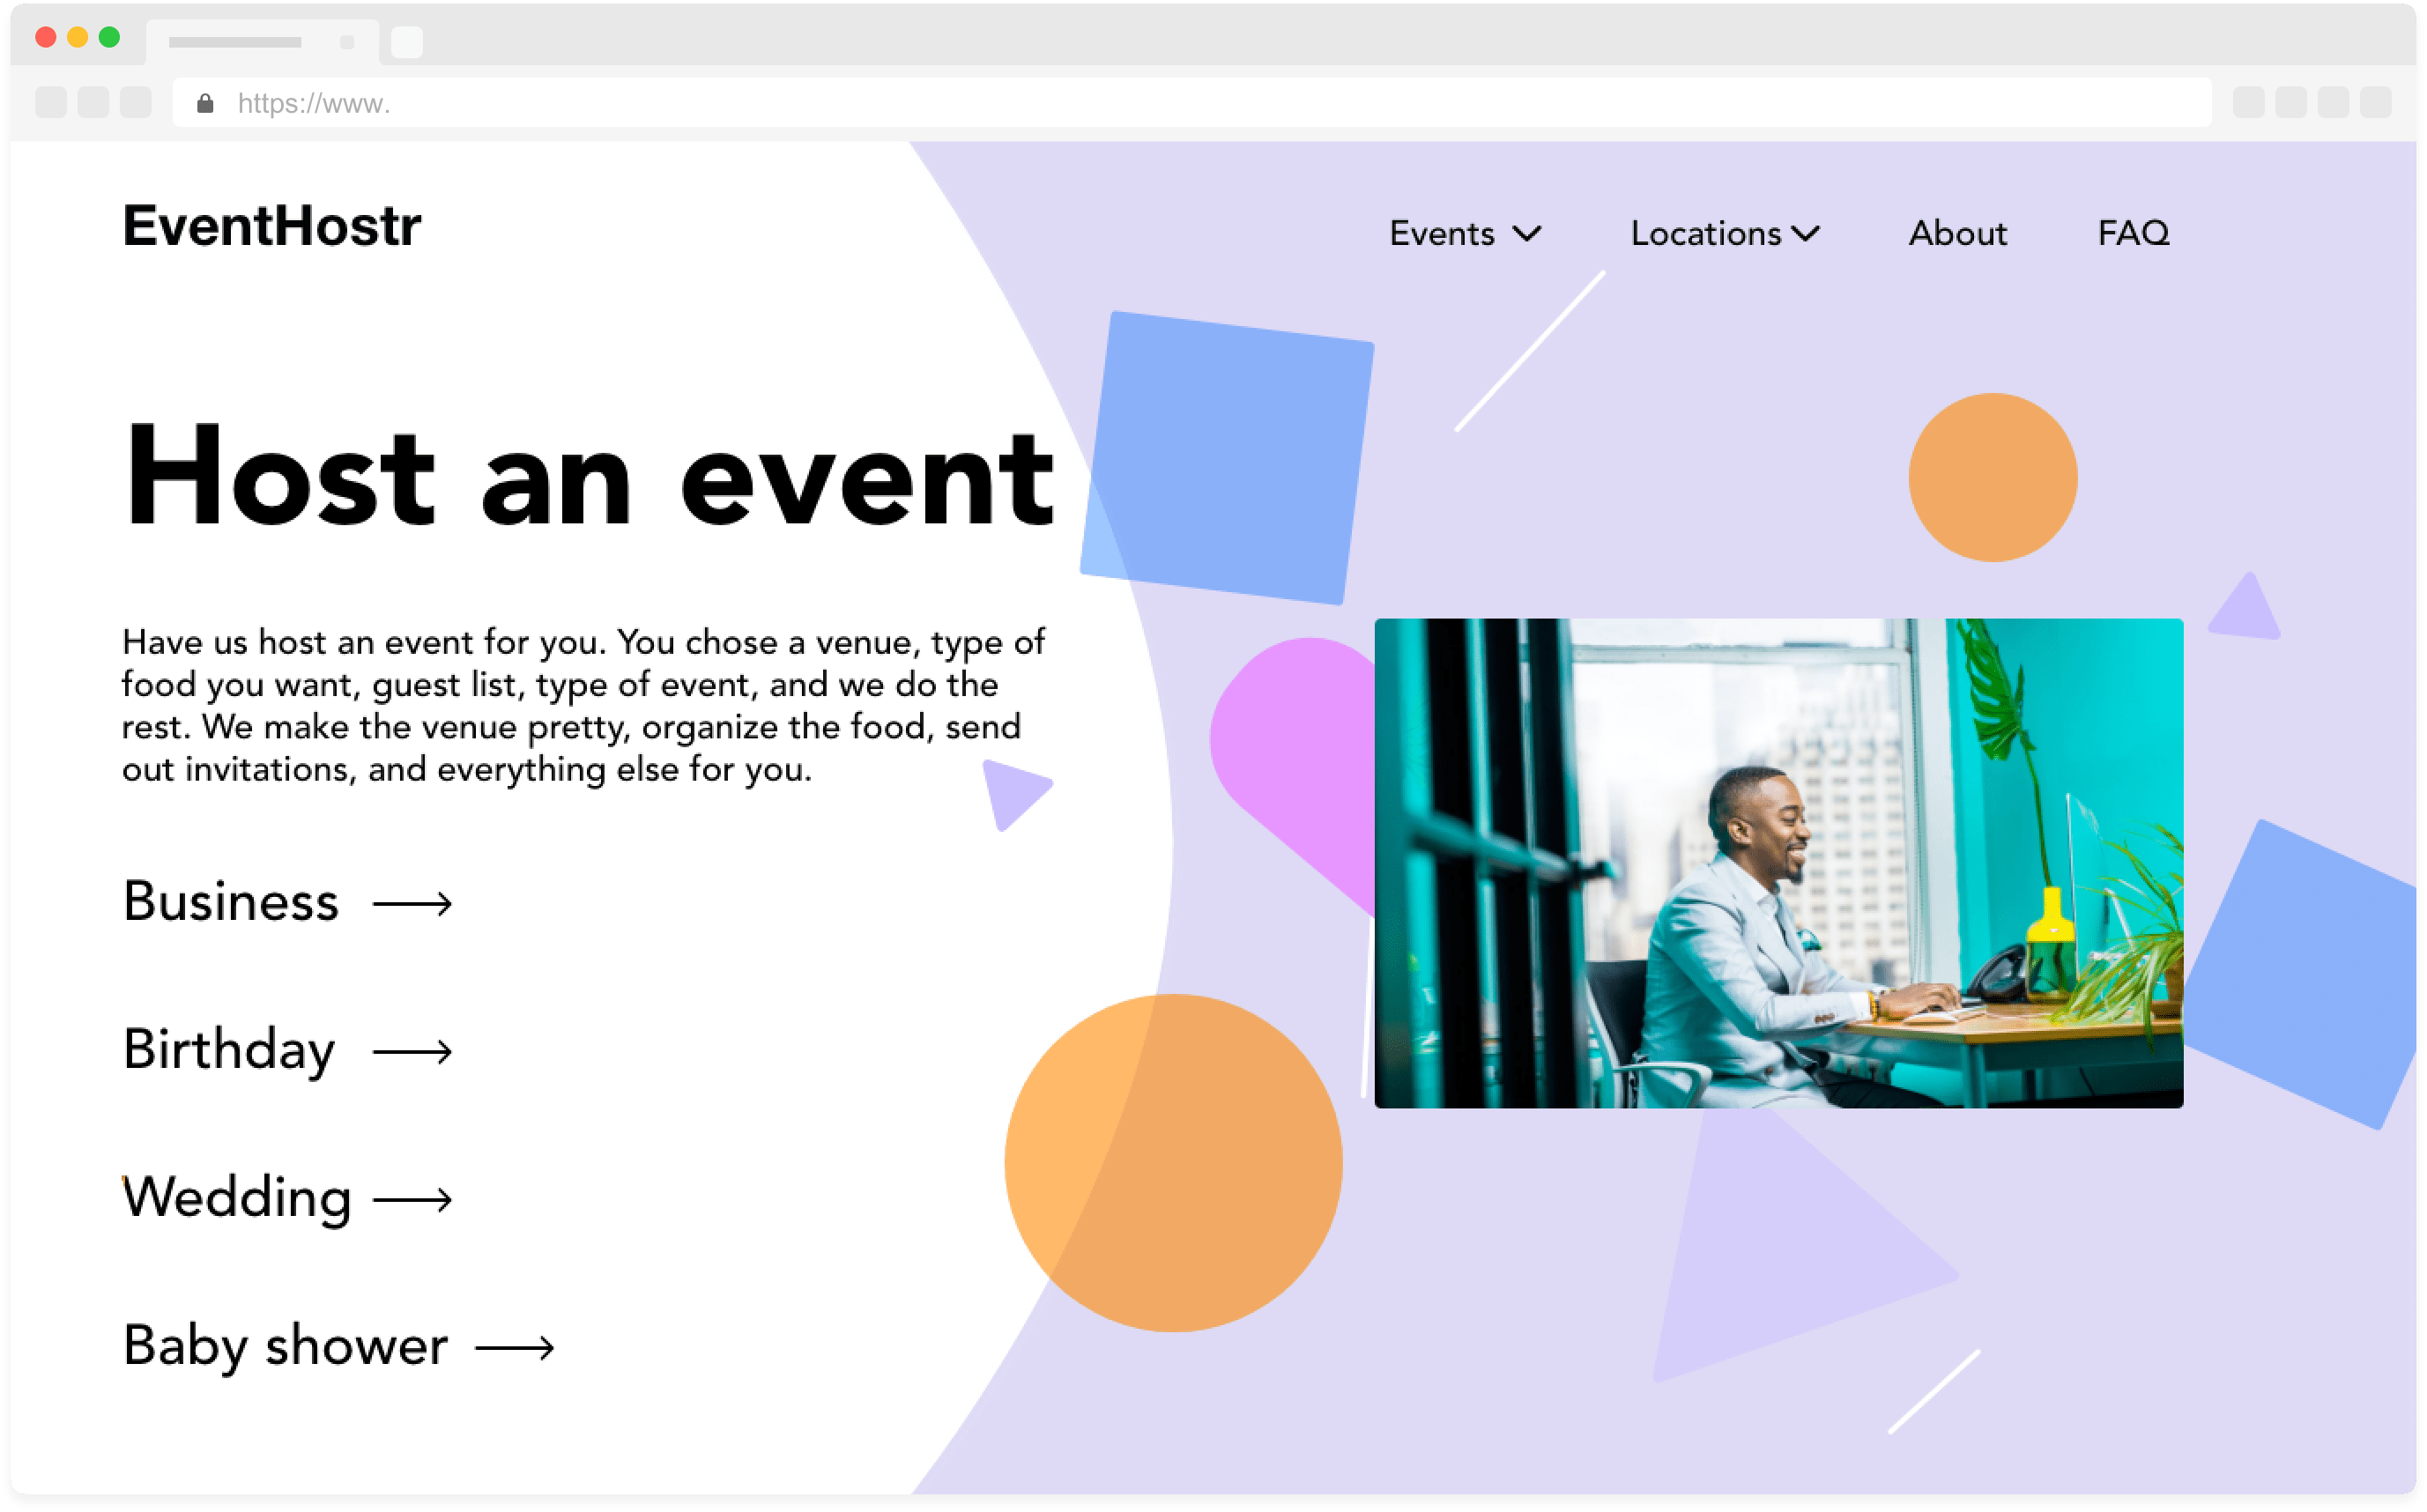 https://www.
EventHostr
Events
Locations
About
FAQ
Host an event
Have us host an event for you. You chose a venue, type of
food you want, guest list, type of event, and we do the
rest. We make the venue pretty, organize the food, send
out invitations, and everything else for you.
Business
Birthday
Wedding
Baby shower